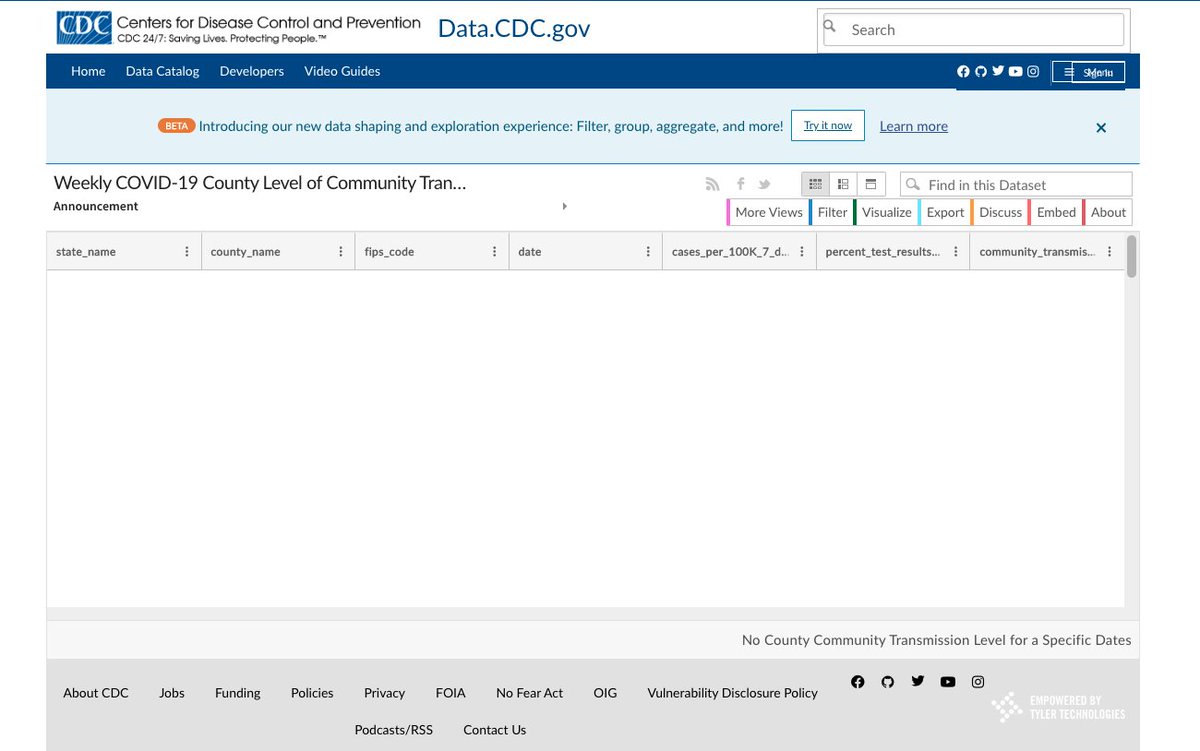 CDC Centers for Disease Control and Prevention
CDC 24/7: Saving Lives. Protecting People.™
Data.CDC.gov
Search
Home Data Catalog Developers Video Guides
Menu
BETA Introducing our new data shaping and exploration experience: Filter, group, aggregate, and more! Try it now Learn more
Weekly COVID-19 County Level of Community Tran...
Find in this Dataset
Announcement
More Views Filter Visualize Export Discuss Embed About
state_name county_name fips_code date cases_per_100K_7_d... percent_test_results... community_transmis...
No County Community Transmission Level for a Specific Dates
About CDC Jobs Funding Policies Privacy FOIA No Fear Act OIG Vulnerability Disclosure Policy
Podcasts/RSS Contact Us
EMPOWERED BY
TYLER TECHNOLOGIES